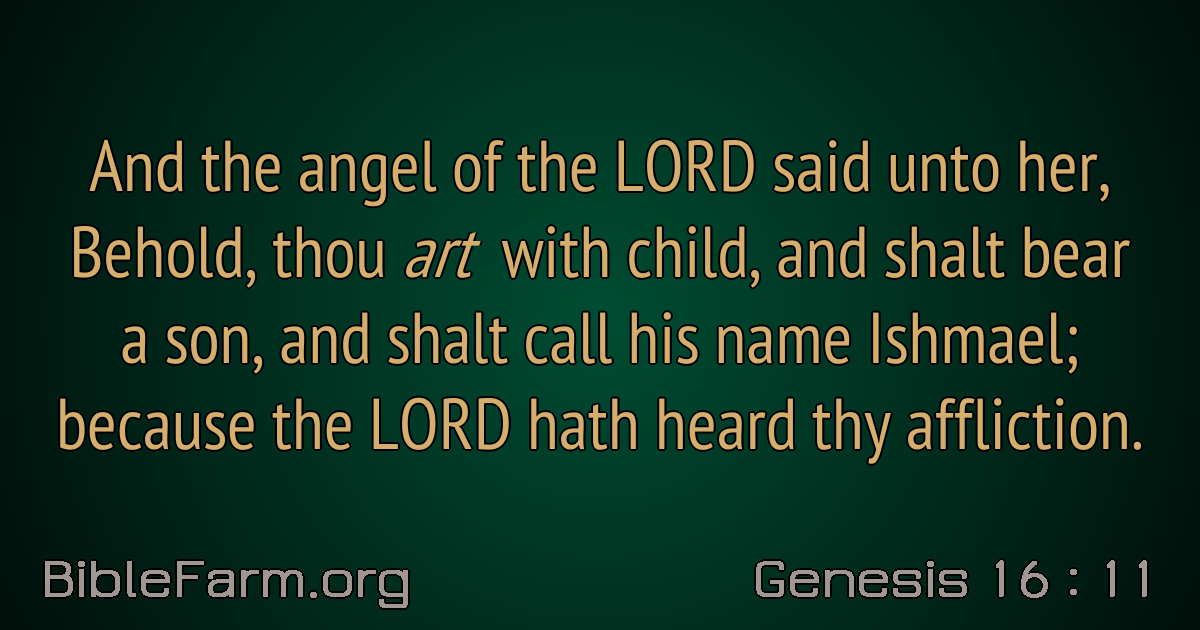 And the angel of the LORD said unto her,
Behold, thou art with child, and shalt bear
a son, and shalt call his name Ishmael;
because the LORD hath heard thy affliction.
BibleFarm.org
Genesis 16 : 11